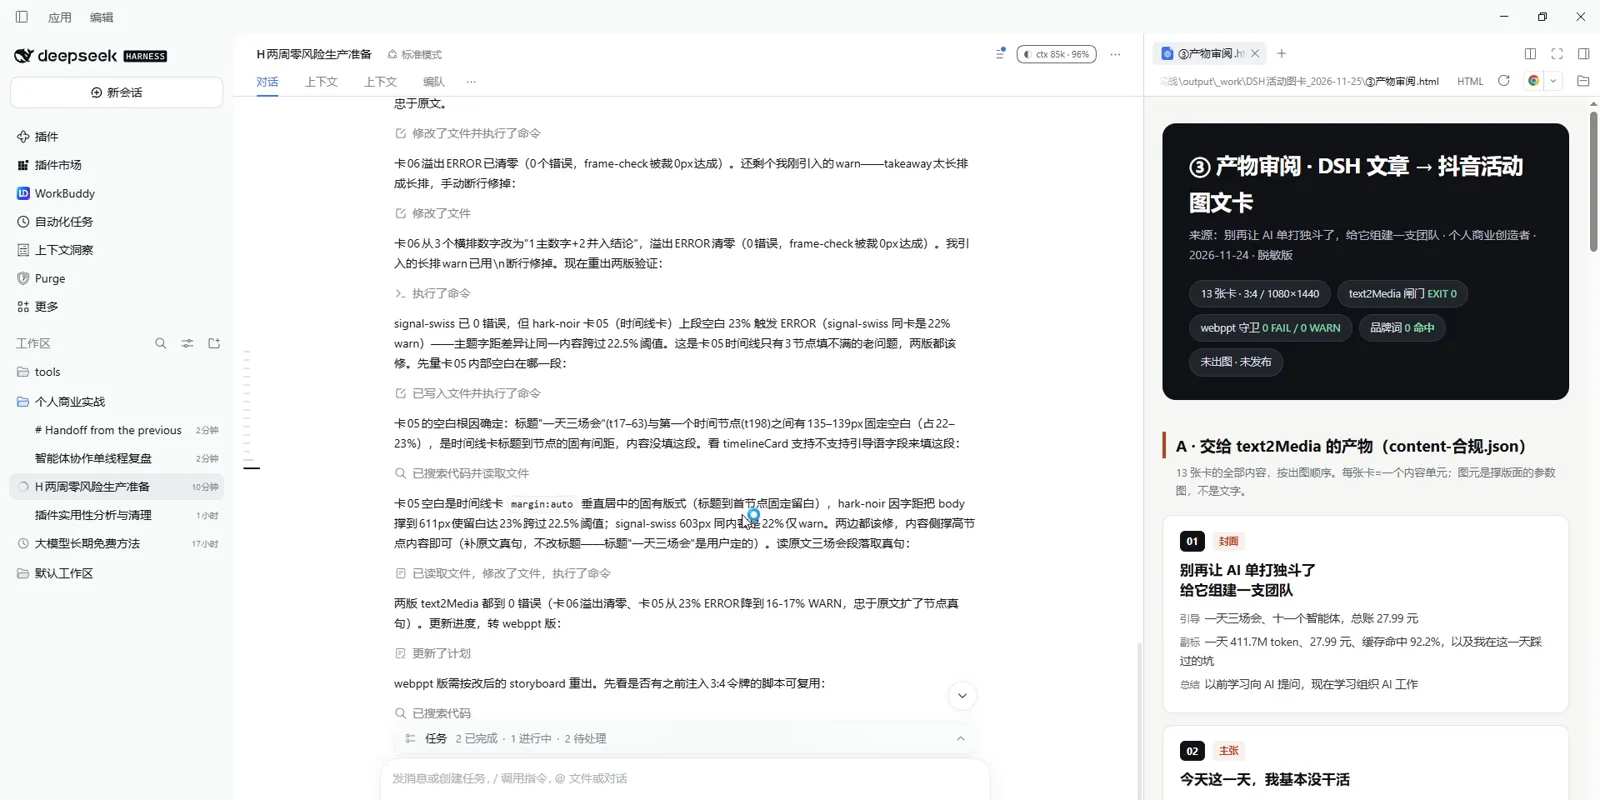 应用 编辑
deepseek HARNESS
新会话
插件
插件市场
WorkBuddy
自动化任务
上下文洞察
Purge
更多
工作区
tools
个人商业实战
# Handoff from the previous 2分钟
智能体协作单线程复盘 2分钟
H两周零风险生产准备 10分钟
插件实用性分析与清理 1小时
大模型长期免费方法 17小时
默认工作区
H两周零风险生产准备 标准模式
ctx 85k · 96%
对话 上下文 上下文 编队 ···
忠于原文。
修改了文件并执行了命令
卡06溢出ERROR已清零（0个错误，frame-check被裁0px达成）。还剩个我刚引入的warn——takeaway太长排
成长排，手动断行修掉：
修改了文件
卡06从3个横排数字改为"1主数字+2并入结论"，溢出ERROR清零（0错误，frame-check被裁0px达成）。我引
入的长排warn已用\n断行修掉。现在重出两版验证：
执行了命令
signal-swiss 已 0 错误，但 hark-noir 卡05（时间线卡）上段空白 23% 触发 ERROR（signal-swiss 同卡是22%
warn）——主题字距差异让同一内容跨过22.5%阈值。这是卡05时间线只有3节点填不满的老问题，两版都该
修。先量卡05内部空白在哪一段：
已写入文件并执行了命令
卡05的空白根因确定：标题"一天三场会"(t17–63)与第一个时间节点(t198)之间有135–139px固定空白（占22–
23%），是时间线卡标题到节点的固有间距，内容没填这段。看 timelineCard 支持不支持引导语字段来填这段：
已搜索代码并读取文件
卡05空白是时间线卡 margin:auto 垂直居中的固有版式（标题到首节点固定留白），hark-noir 因字距把 body
撑到611px使留白达23%跨过22.5%阈值；signal-swiss 603px 同内容是22%仅warn。两边都该修，内容侧撑高节
点内容即可（补原文真句，不改标题——标题"一天三场会"是用户定的）。读原文三场会段落取真句：
已读取文件，修改了文件，执行了命令
两版 text2Media 都到 0 错误（卡06溢出清零、卡05从23% ERROR降到16-17% WARN，忠于原文扩了节点真
句）。更新进度，转 webppt 版：
更新了计划
webppt 版需按改后的 storyboard 重出。先看是否有之前注入3:4令牌的脚本可复用：
已搜索代码
任务 2 已完成 · 1 进行中 · 2 待处理
发消息或创建任务, / 调用指令, @ 文件或对话
③产物审阅.ht
\output\_work\DSH活动图卡_2026-11-25\③产物审阅.html HTML
③ 产物审阅 · DSH 文章 → 抖音活动
图文卡
来源：别再让 AI 单打独斗了，给它组建一支团队 · 个人商业创造者 ·
2026-11-24 · 脱敏版
13 张卡 · 3:4 / 1080×1440 text2Media 闸门 EXIT 0
webppt 守卫 0 FAIL / 0 WARN 品牌词 0 命中
未出图 · 未发布
A · 交给 text2Media 的产物（content-合规.json）
13 张卡的全部内容，按出图顺序。每张卡=一个内容单元；图元是撑版面的参数
图，不是文字。
01 封面
别再让 AI 单打独斗了
给它组建一支团队
引导 一天三场会、十一个智能体，总账 27.99 元
副标 一天 411.7M token、27.99 元、缓存命中 92.2%，以及我在这一天踩
过的坑
总结 以前学习向 AI 提问，现在学习组织 AI 工作
02 主张
今天这一天，我基本没干活